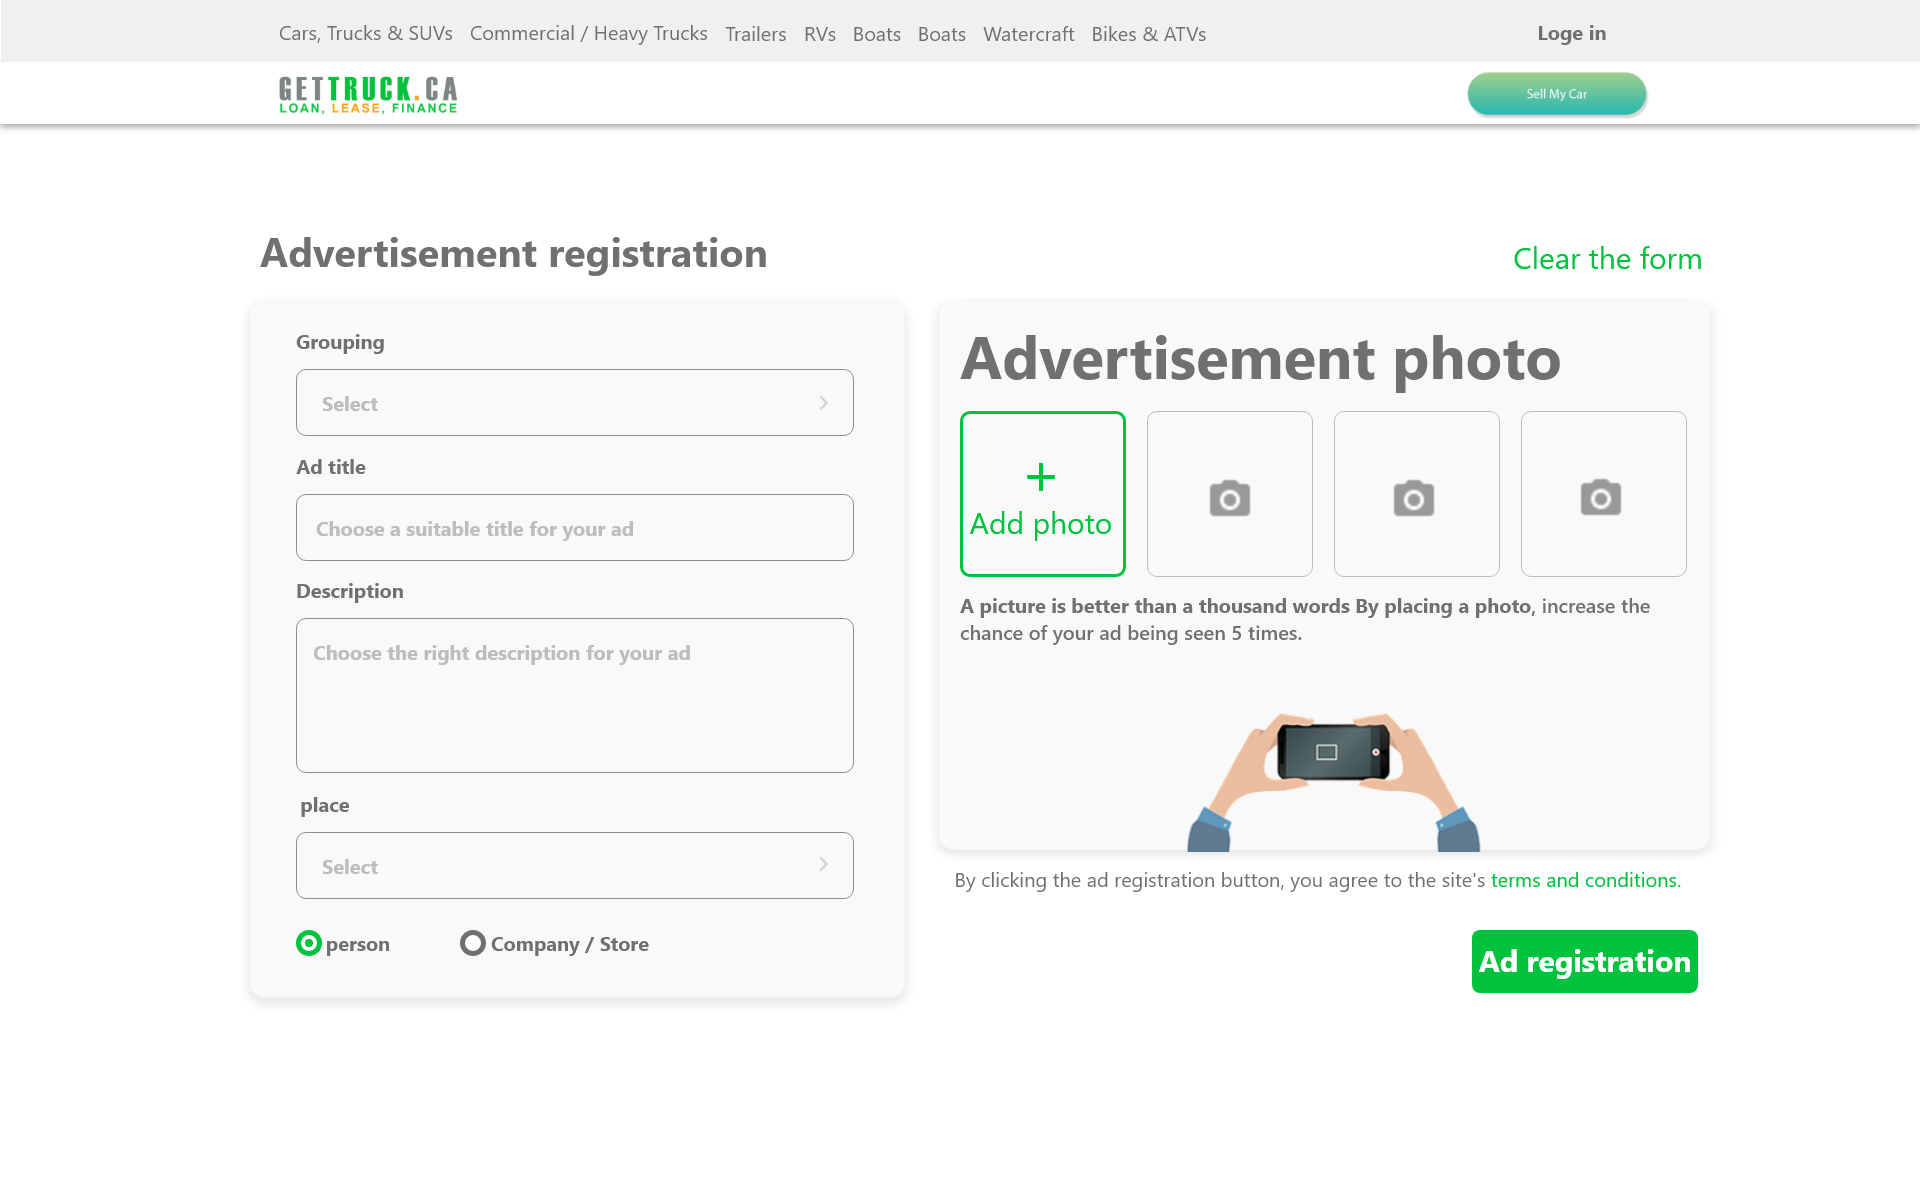 Cars, Trucks & SUVs Commercial / Heavy Trucks Trailers RVs Boats Boats Watercraft Bikes & ATVs Loge in
GETTRUCK.CA
LOAN, LEASE, FINANCE
Sell My Car
Advertisement registration
Clear the form
Grouping
Select
Ad title
Choose a suitable title for your ad
Description
Choose the right description for your ad
place
Select
person Company / Store
Advertisement photo
Add photo
A picture is better than a thousand words By placing a photo, increase the
chance of your ad being seen 5 times.
By clicking the ad registration button, you agree to the site's terms and conditions.
Ad registration